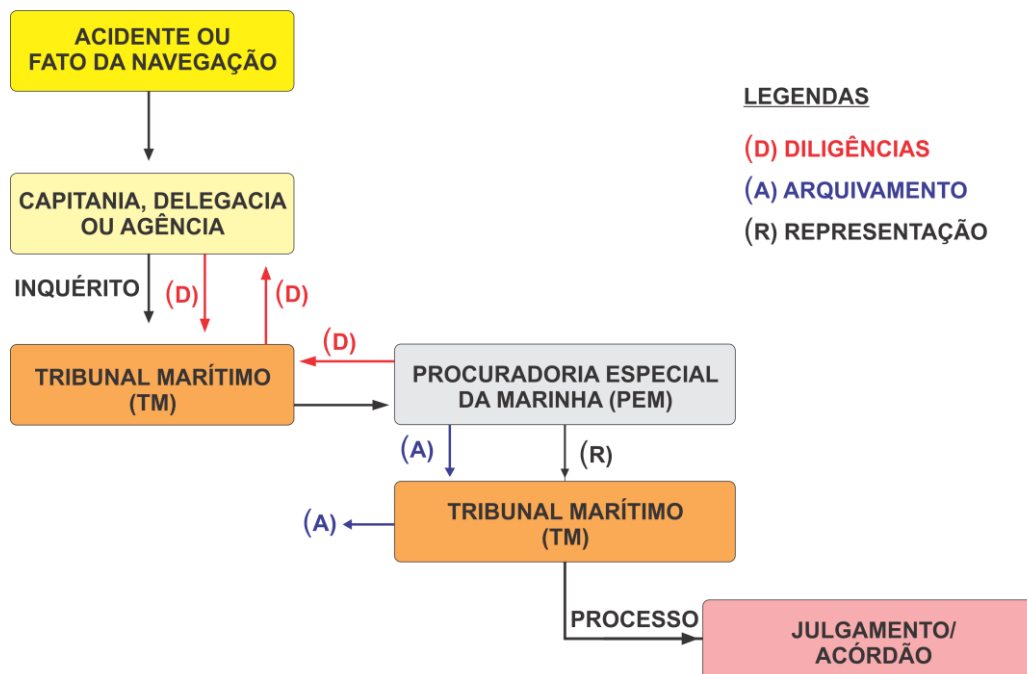 ACIDENTE OU
FATO DA NAVEGAÇÃO
LEGENDAS
(D) DILIGÊNCIAS
(A) ARQUIVAMENTO
(R) REPRESENTAÇÃO
CAPITANIA, DELEGACIA
OU AGÊNCIA
INQUÉRITO
(D)
(D)
(D)
TRIBUNAL MARÍTIMO
(TM)
PROCURADORIA ESPECIAL
DA MARINHA (PEM)
(A)
(R)
TRIBUNAL MARÍTIMO
(TM)
(A)
PROCESSO
JULGAMENTO/
ACÓRDÃO